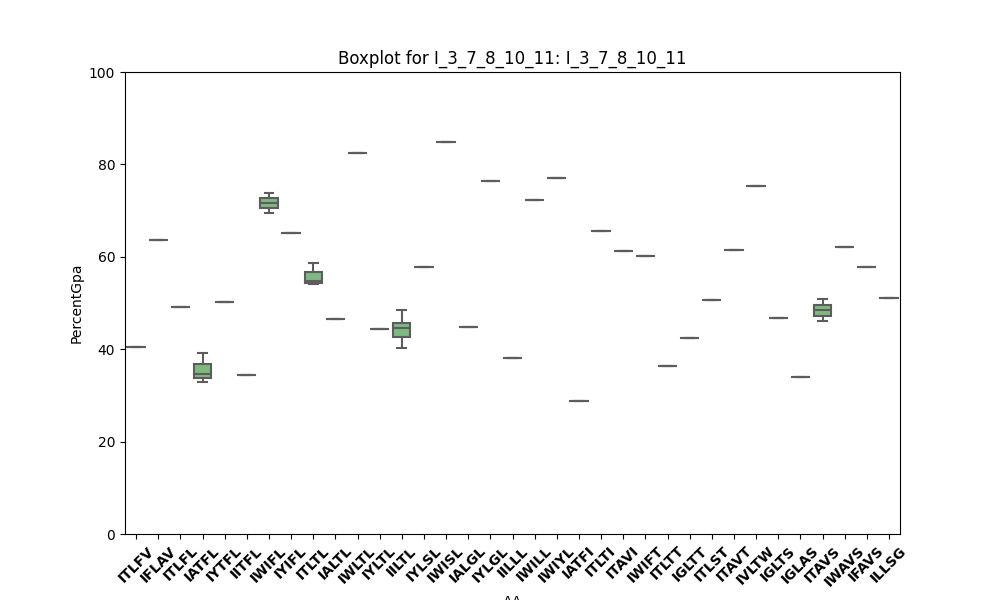 Boxplot for I_3_7_8_10_11: I_3_7_8_10_11
100
80
60
40
20
0
PercentGpa
ITLFV
IFLAV
ITLFL
IATFL
IYTFL
IITFL
IWIFL
IYIFL
ITLTL
IALTL
IWLTL
IYLTL
IILTL
IYLSL
IWISL
IALGL
IYLGL
IILLL
IWILL
IWIYL
IATFI
ITLTI
ITAVI
IWIFT
ITLTT
IGLTT
ITLST
ITAVT
IVLTW
IGLTS
IGLAS
ITAVS
IWAVS
IFAVS
ILLSG
AA